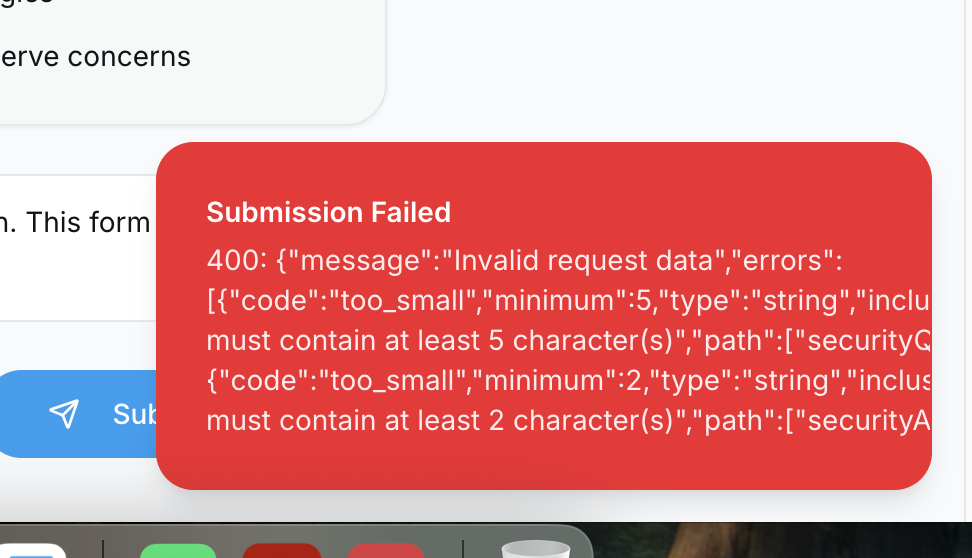 erve concerns
n. This form
Submission Failed
400: {"message":"Invalid request data","errors":
[{"code":"too_small","minimum":5,"type":"string","inclu
must contain at least 5 character(s)","path":["securityQ
{"code":"too_small","minimum":2,"type":"string","inclus
must contain at least 2 character(s)","path":["securityA
Sub